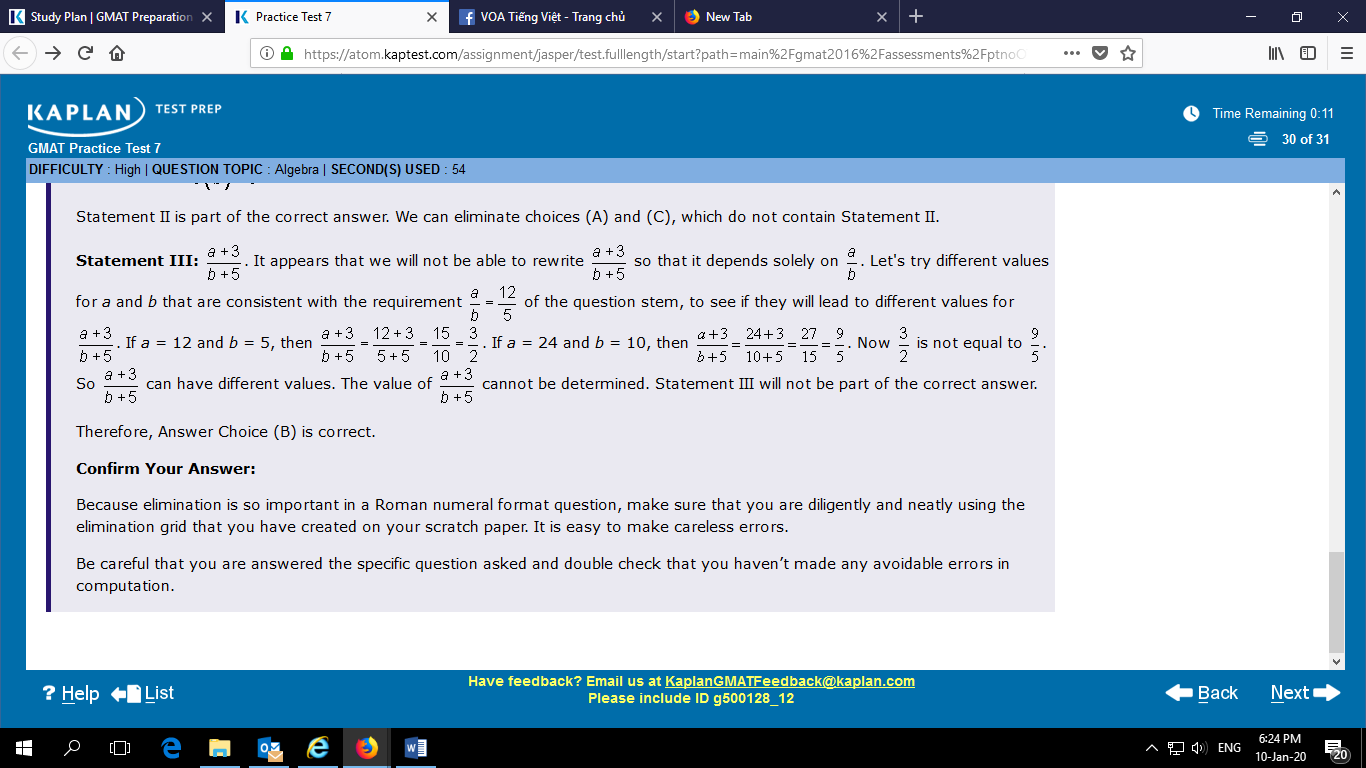 Study Plan | GMAT Preparation
Practice Test 7
VOA Tiếng Việt - Trang chủ
New Tab
https://atom.kaptest.com/assignment/jasper/test.fulllength/start?path=main%2Fgmat2016%2Fassessments%2Fptno
KAPLAN TEST PREP
Time Remaining 0:11
GMAT Practice Test 7
30 of 31
DIFFICULTY : High | QUESTION TOPIC : Algebra | SECOND(S) USED : 54
Statement II is part of the correct answer. We can eliminate choices (A) and (C), which do not contain Statement II.
Statement III: (a+3)/(b+5). It appears that we will not be able to rewrite (a+3)/(b+5) so that it depends solely on a/b. Let's try different values
for a and b that are consistent with the requirement a/b = 12/5 of the question stem, to see if they will lead to different values for
(a+3)/(b+5). If a = 12 and b = 5, then (a+3)/(b+5) = (12+3)/(5+5) = 15/10 = 3/2. If a = 24 and b = 10, then (a+3)/(b+5) = (24+3)/(10+5) = 27/15 = 9/5. Now 3/2 is not equal to 9/5.
So (a+3)/(b+5) can have different values. The value of (a+3)/(b+5) cannot be determined. Statement III will not be part of the correct answer.
Therefore, Answer Choice (B) is correct.
Confirm Your Answer:
Because elimination is so important in a Roman numeral format question, make sure that you are diligently and neatly using the
elimination grid that you have created on your scratch paper. It is easy to make careless errors.
Be careful that you are answered the specific question asked and double check that you haven't made any avoidable errors in
computation.
? Help
List
Have feedback? Email us at KaplanGMATFeedback@kaplan.com
Please include ID g500128_12
Back
Next
ENG
6:24 PM
10-Jan-20
20